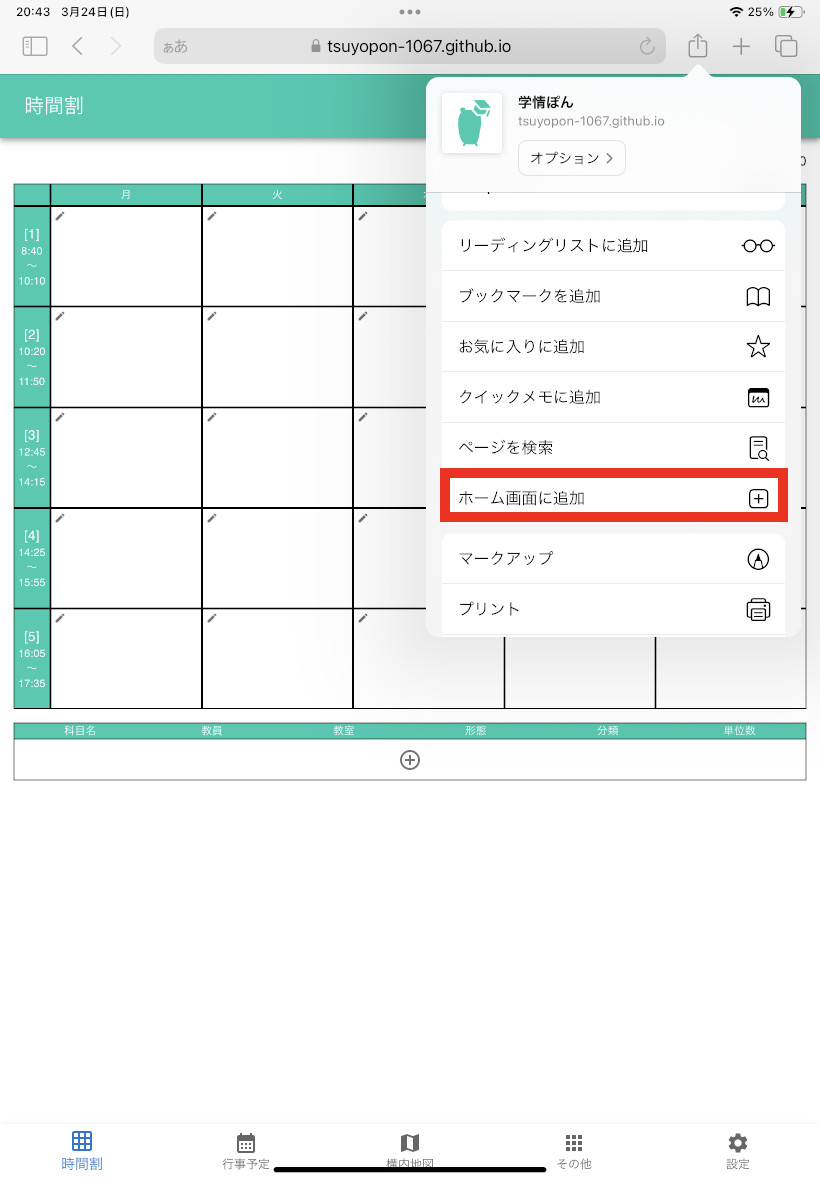 20:43 3月24日(日)
25%
ぁあ
tsuyopon-1067.github.io
時間割
学情ぽん
tsuyopon-1067.github.io
オプション
リーディングリストに追加
ブックマークを追加
お気に入りに追加
クイックメモに追加
ページを検索
ホーム画面に追加
マークアップ
プリント
月 火
[1]
8:40
～
10:10
[2]
10:20
～
11:50
[3]
12:45
～
14:15
[4]
14:25
～
15:55
[5]
16:05
～
17:35
科目名 教員 教室 形態 分類 単位数
時間割 行事予定 構内地図 その他 設定